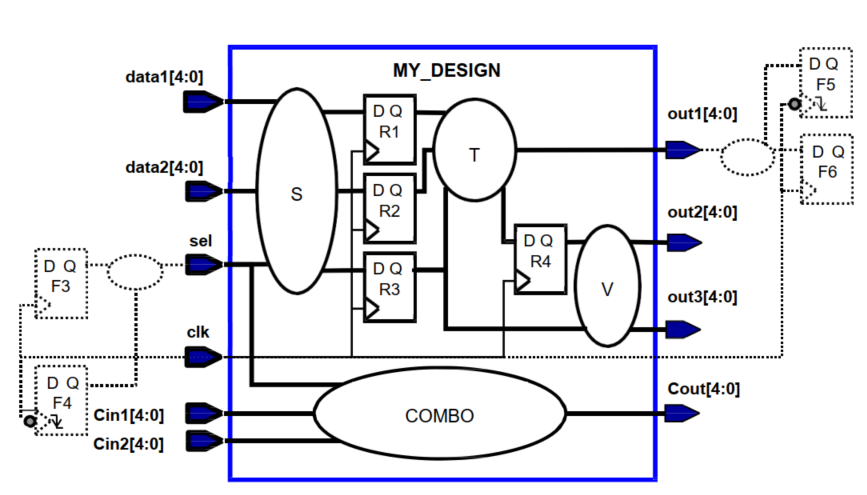 MY_DESIGN
data1[4:0]
data2[4:0]
sel
clk
Cin1[4:0]
Cin2[4:0]
D Q
F3
D Q
F4
S
D Q
R1
D Q
R2
D Q
R3
T
D Q
R4
V
COMBO
out1[4:0]
out2[4:0]
out3[4:0]
Cout[4:0]
D Q
F5
D Q
F6